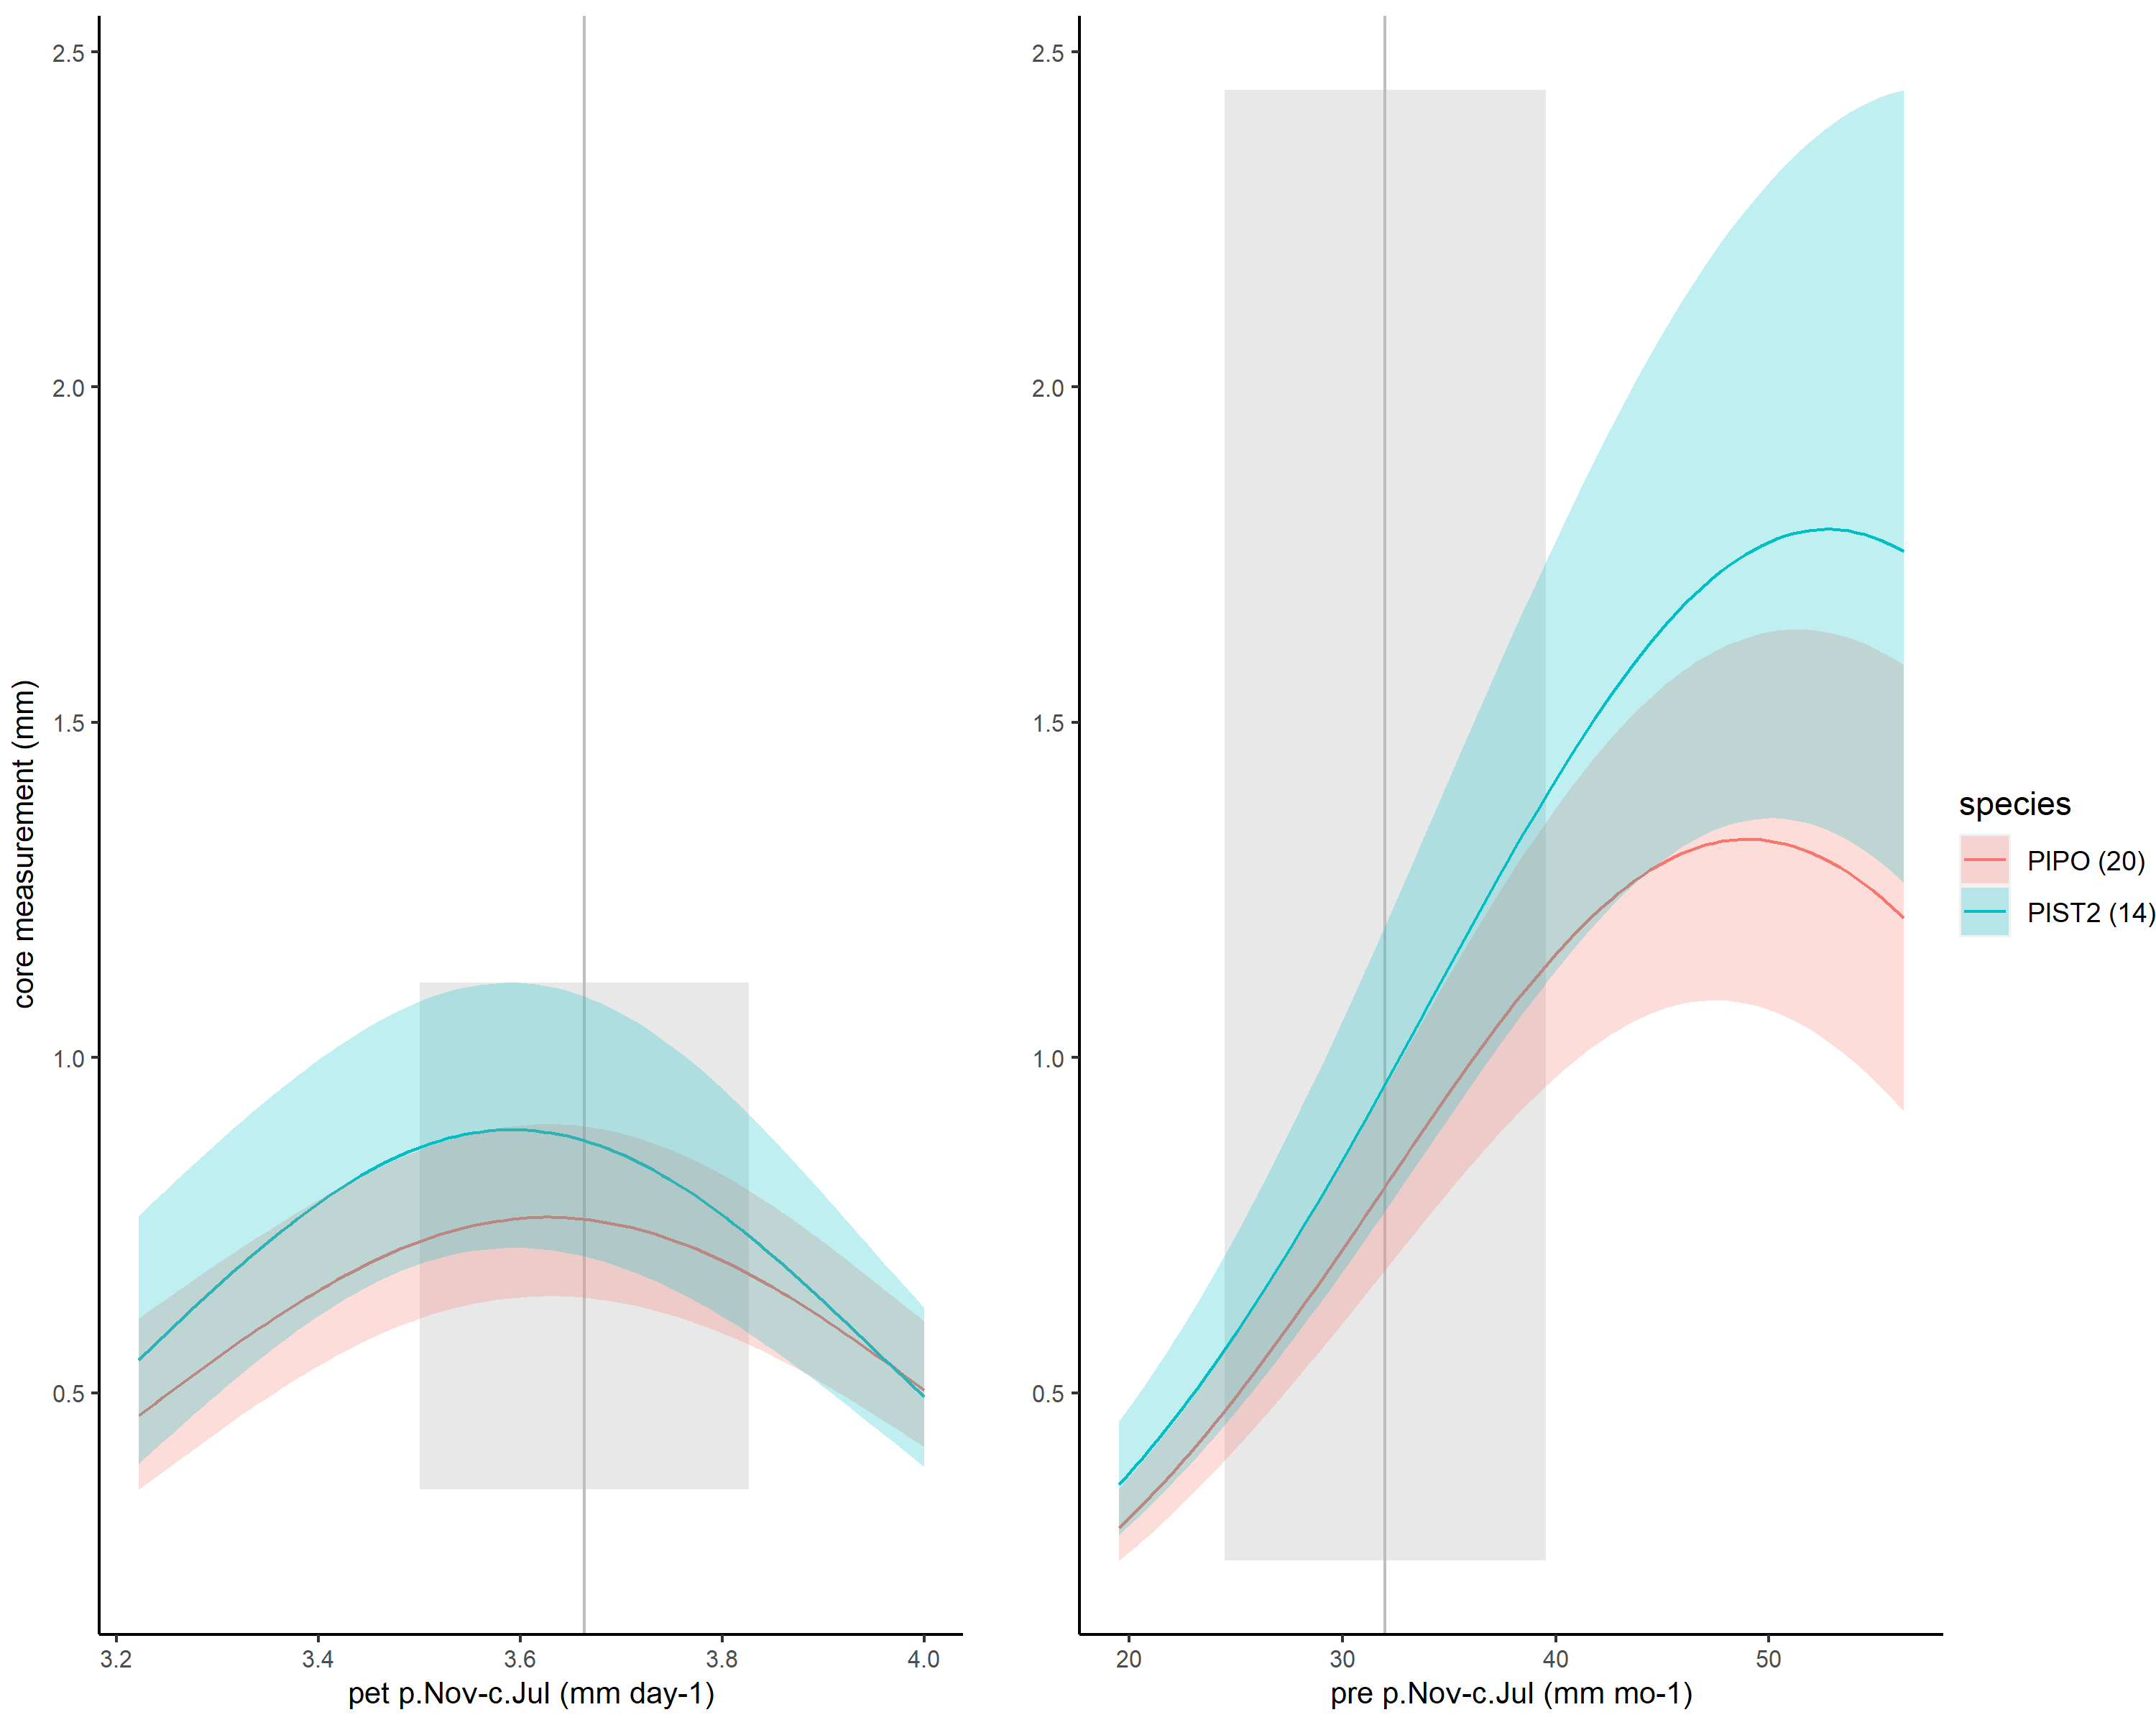 2.5
2.0
1.5
1.0
0.5
core measurement (mm)
3.2 3.4 3.6 3.8 4.0
pet p.Nov-c.Jul (mm day-1)
2.5
2.0
1.5
1.0
0.5
20 30 40 50
pre p.Nov-c.Jul (mm mo-1)
species
PIPO (20)
PIST2 (14)